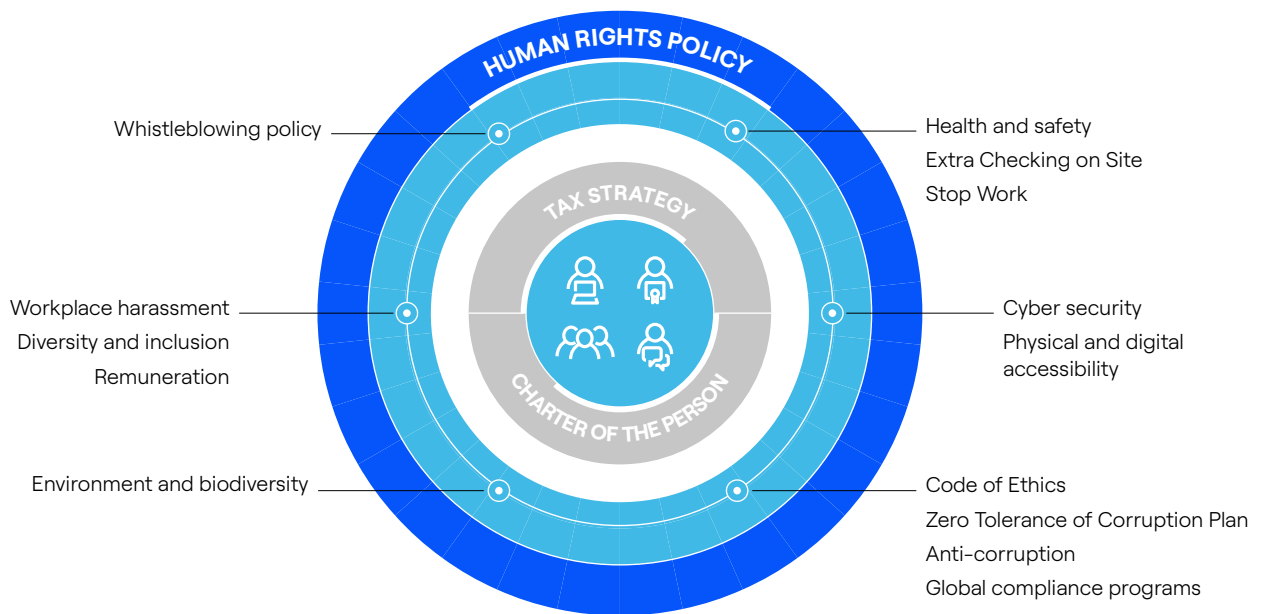 HUMAN RIGHTS POLICY
Whistleblowing policy
Health and safety
Extra Checking on Site
Stop Work
TAX STRATEGY
Workplace harassment
Diversity and inclusion
Remuneration
Cyber security
Physical and digital
accessibility
CHARTER OF THE PERSON
Environment and biodiversity
Code of Ethics
Zero Tolerance of Corruption Plan
Anti-corruption
Global compliance programs